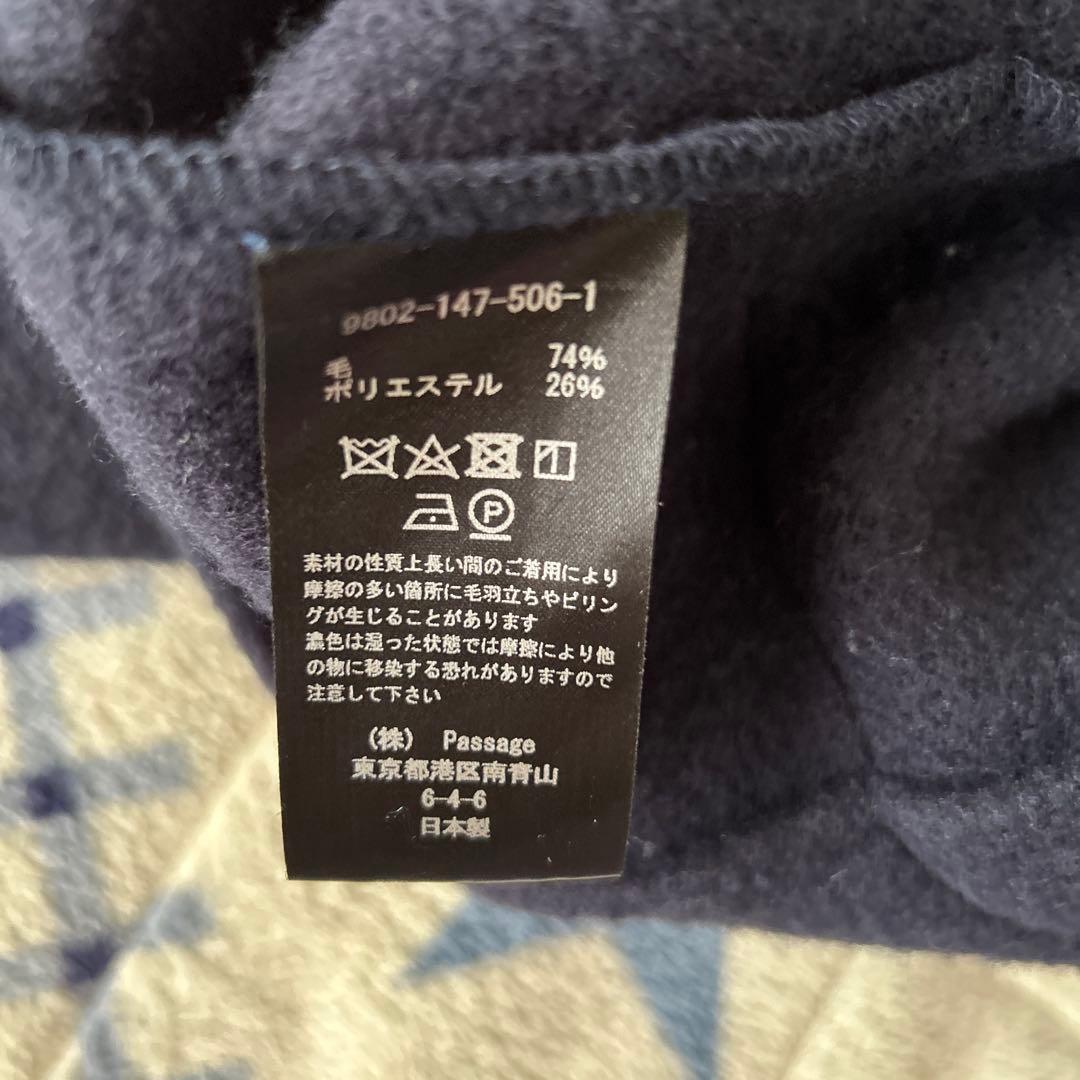 9802-147-506-1
毛 74%
ポリエステル 26%
P
素材の性質上長い間のご着用により
摩擦の多い箇所に毛羽立ちやピリン
グが生じることがあります
濃色は湿った状態では摩擦により他
の物に移染する恐れがありますので
注意して下さい
(株) Passage
東京都港区南青山
6-4-6
日本製